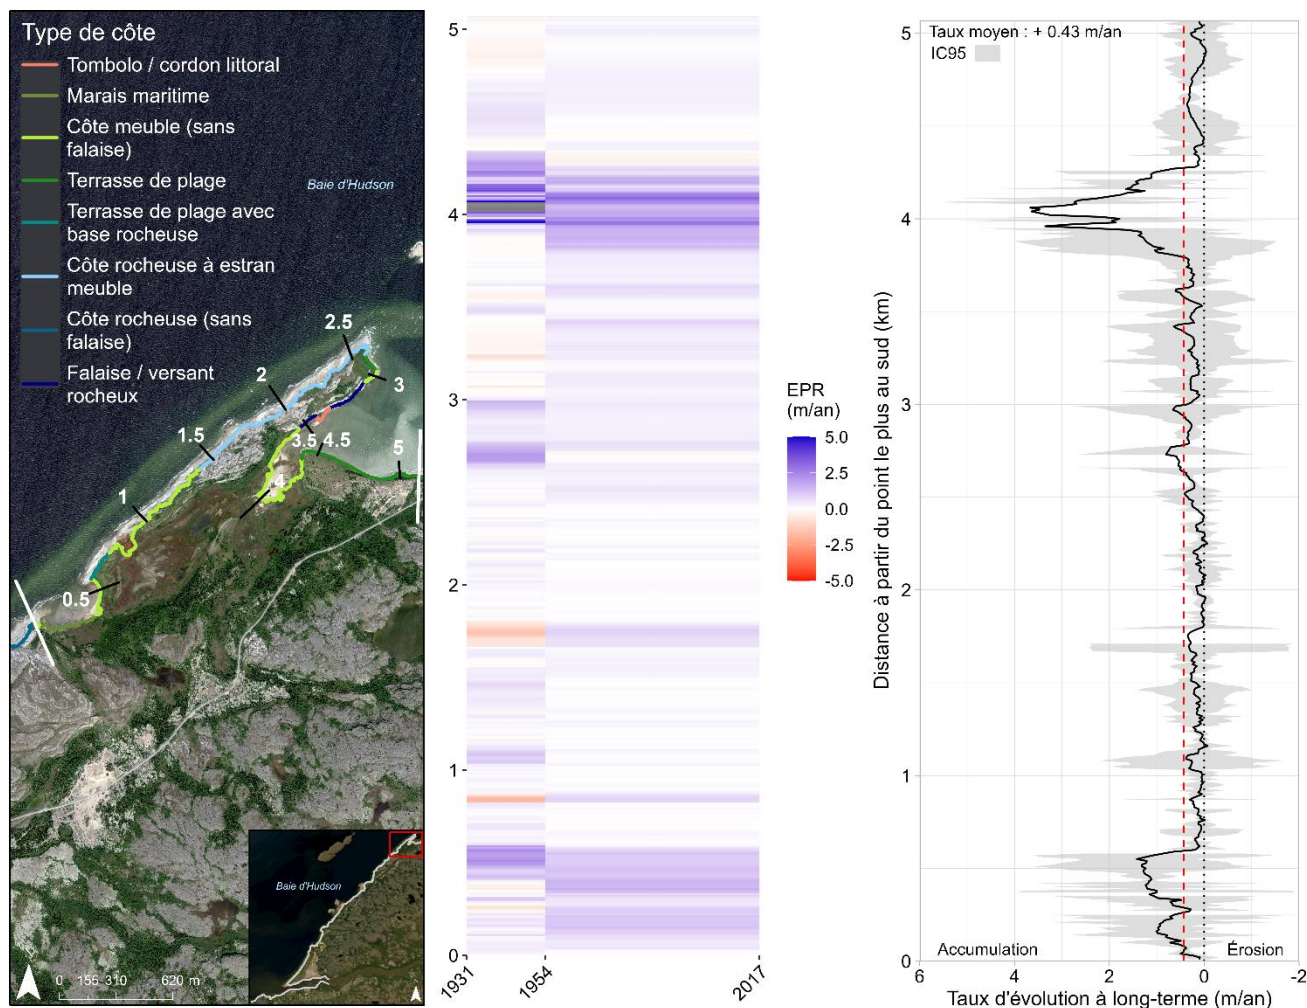 Type de côte
Tombolo / cordon littoral
Marais maritime
Côte meuble (sans
falaise)
Terrasse de plage
Terrasse de plage avec
base rocheuse
Côte rocheuse à estran
meuble
Côte rocheuse (sans
falaise)
Falaise / versant
rocheux
Baie d'Hudson
2.5
2
3
1.5
3.5
4.5
5
4
1
0.5
Baie d'Hudson
0 155 310 620 m
5
4
3
2
1
0
1931
1954
2017
EPR
(m/an)
5.0
2.5
0.0
-2.5
-5.0
Taux moyen : + 0.43 m/an
IC95
Distance à partir du point le plus au sud (km)
5
4
3
2
1
0
Accumulation
Érosion
6 4 2 0 -2
Taux d'évolution à long-terme (m/an)